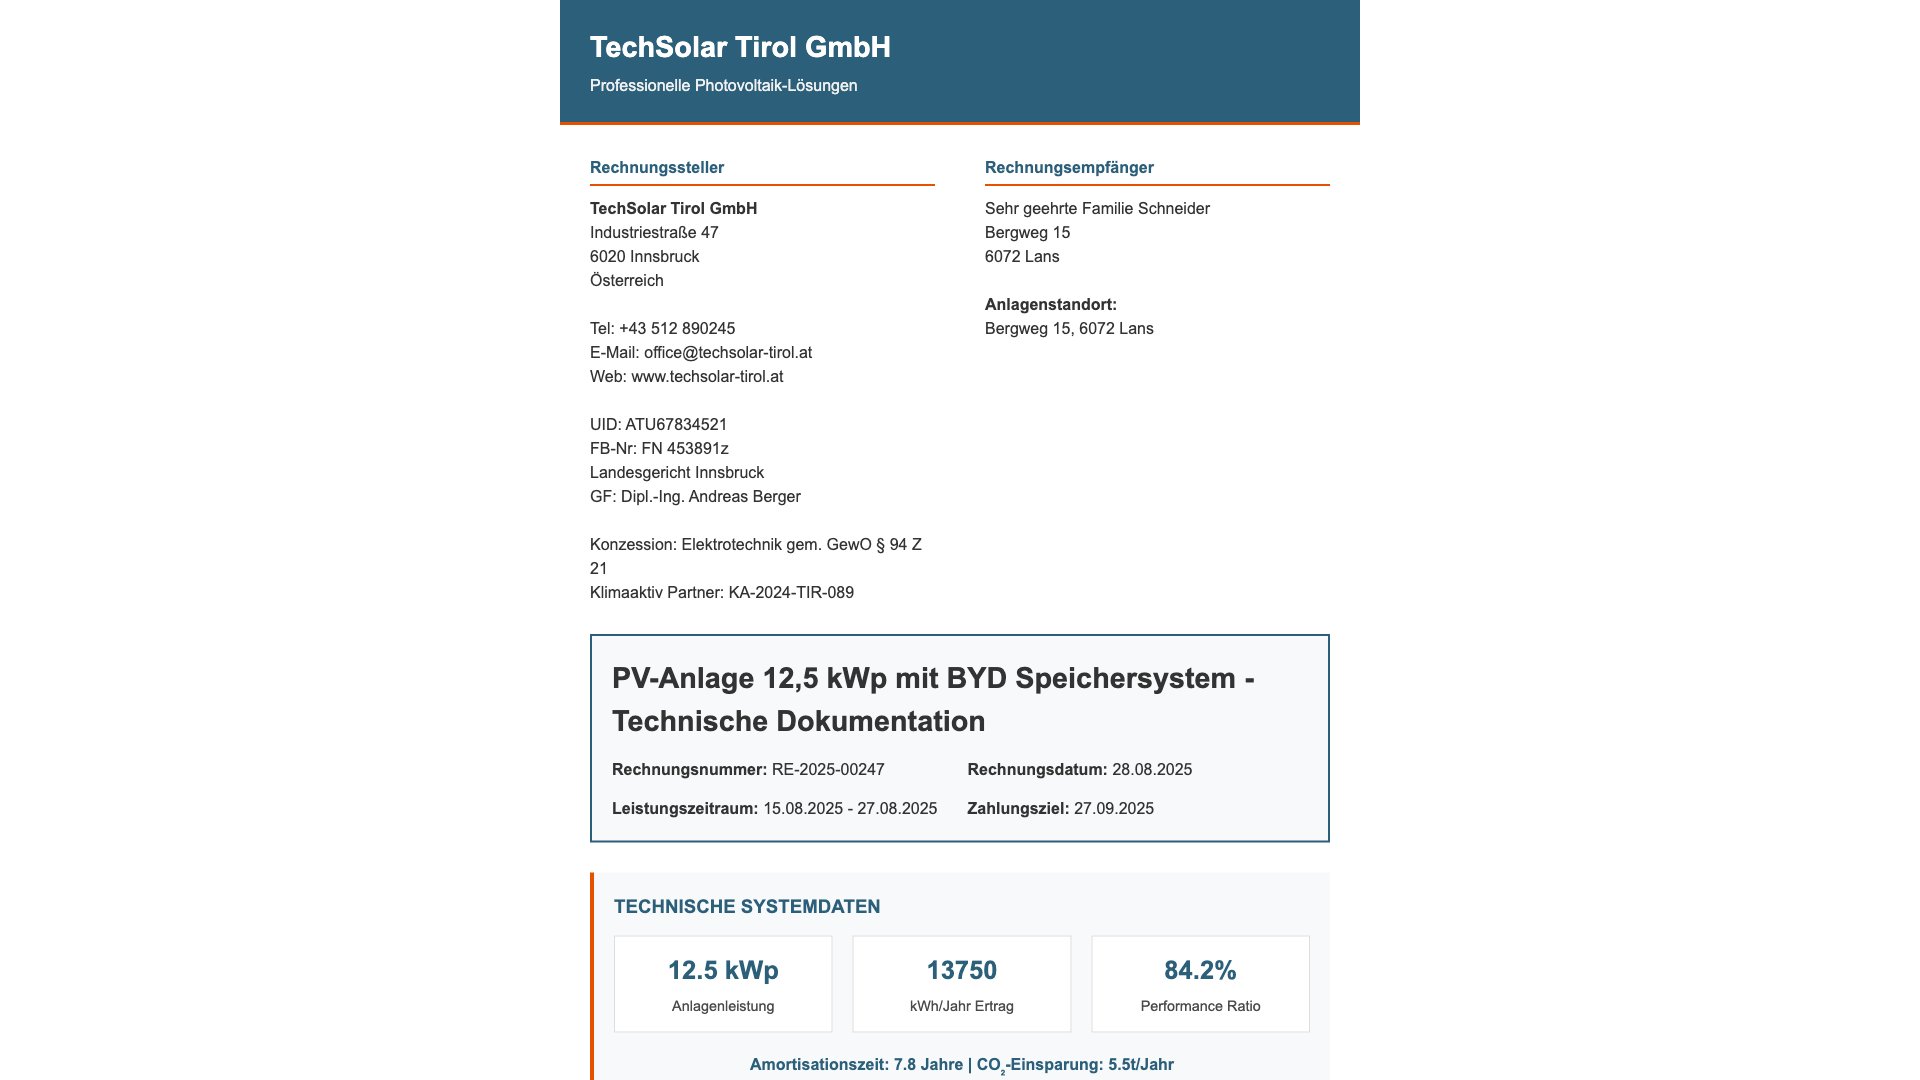 TechSolar Tirol GmbH
Professionelle Photovoltaik-Lösungen
Rechnungssteller
TechSolar Tirol GmbH
Industriestraße 47
6020 Innsbruck
Österreich
Tel: +43 512 890245
E-Mail: office@techsolar-tirol.at
Web: www.techsolar-tirol.at
UID: ATU67834521
FB-Nr: FN 453891z
Landesgericht Innsbruck
GF: Dipl.-Ing. Andreas Berger
Konzession: Elektrotechnik gem. GewO § 94 Z
21
Klimaaktiv Partner: KA-2024-TIR-089
Rechnungsempfänger
Sehr geehrte Familie Schneider
Bergweg 15
6072 Lans
Anlagenstandort:
Bergweg 15, 6072 Lans
PV-Anlage 12,5 kWp mit BYD Speichersystem -
Technische Dokumentation
Rechnungsnummer: RE-2025-00247
Rechnungsdatum: 28.08.2025
Leistungszeitraum: 15.08.2025 - 27.08.2025
Zahlungsziel: 27.09.2025
TECHNISCHE SYSTEMDATEN
12.5 kWp
Anlagenleistung
13750
kWh/Jahr Ertrag
84.2%
Performance Ratio
Amortisationszeit: 7.8 Jahre | CO₂-Einsparung: 5.5t/Jahr